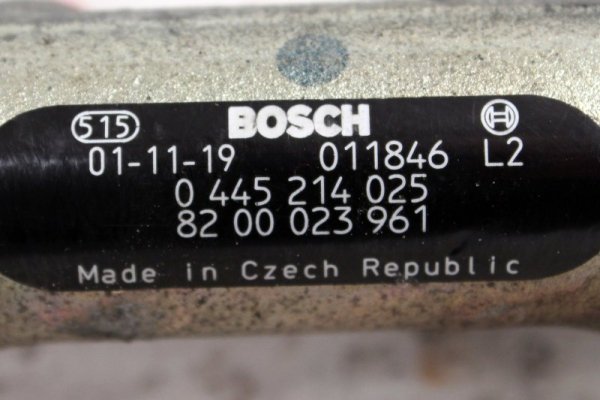 515 BOSCH
01-11-19 011846 L2
0 445 214 025
82 00 023 961
Made in Czech Republic